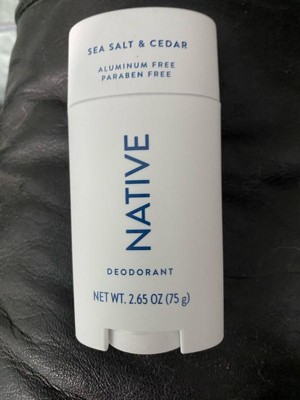 SEA SALT & CEDAR
ALUMINUM FREE
PARABEN FREE
NATIVE
DEODORANT
NET WT. 2.65 OZ (75 g)